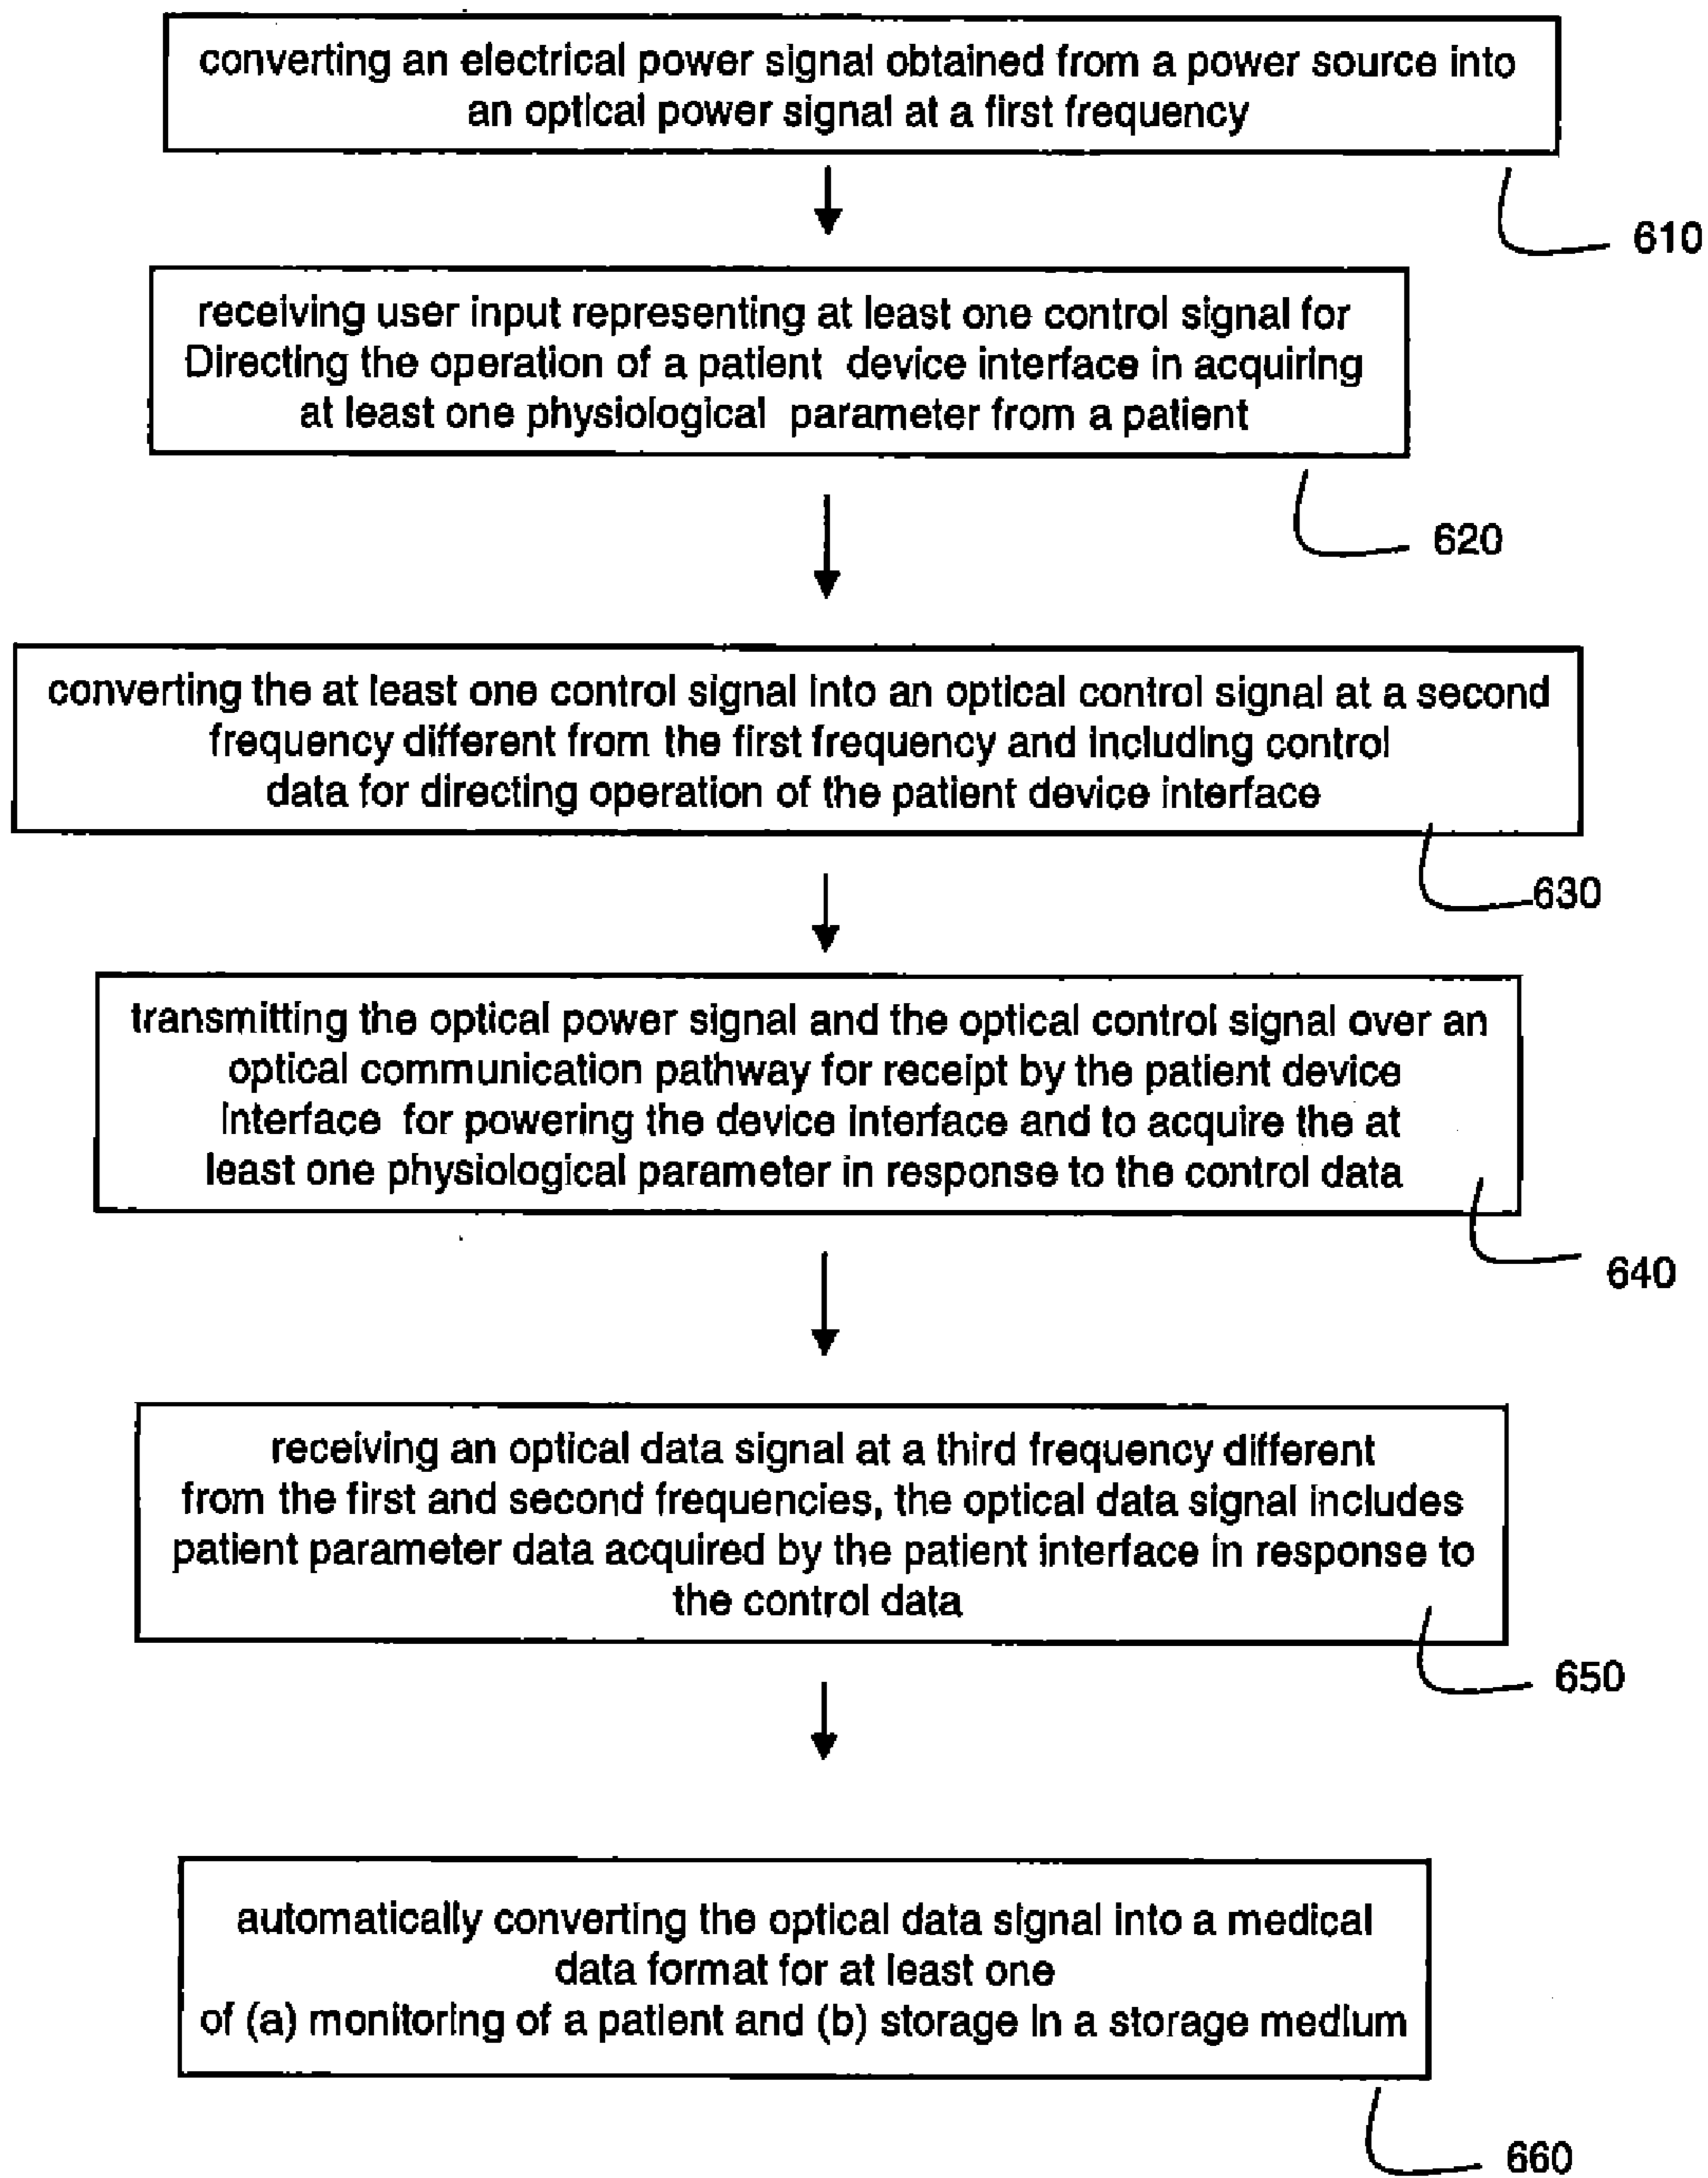 converting an electrical power signal obtained from a power source into
an optical power signal at a first frequency
610
receiving user input representing at least one control signal for
Directing the operation of a patient device interface in acquiring
at least one physiological parameter from a patient
620
converting the at least one control signal into an optical control signal at a second
frequency different from the first frequency and including control
data for directing operation of the patient device interface
630
transmitting the optical power signal and the optical control signal over an
optical communication pathway for receipt by the patient device
interface for powering the device interface and to acquire the at
least one physiological parameter in response to the control data
640
receiving an optical data signal at a third frequency different
from the first and second frequencies, the optical data signal includes
patient parameter data acquired by the patient interface in response to
the control data
650
automatically converting the optical data signal into a medical
data format for at least one
of (a) monitoring of a patient and (b) storage in a storage medium
660